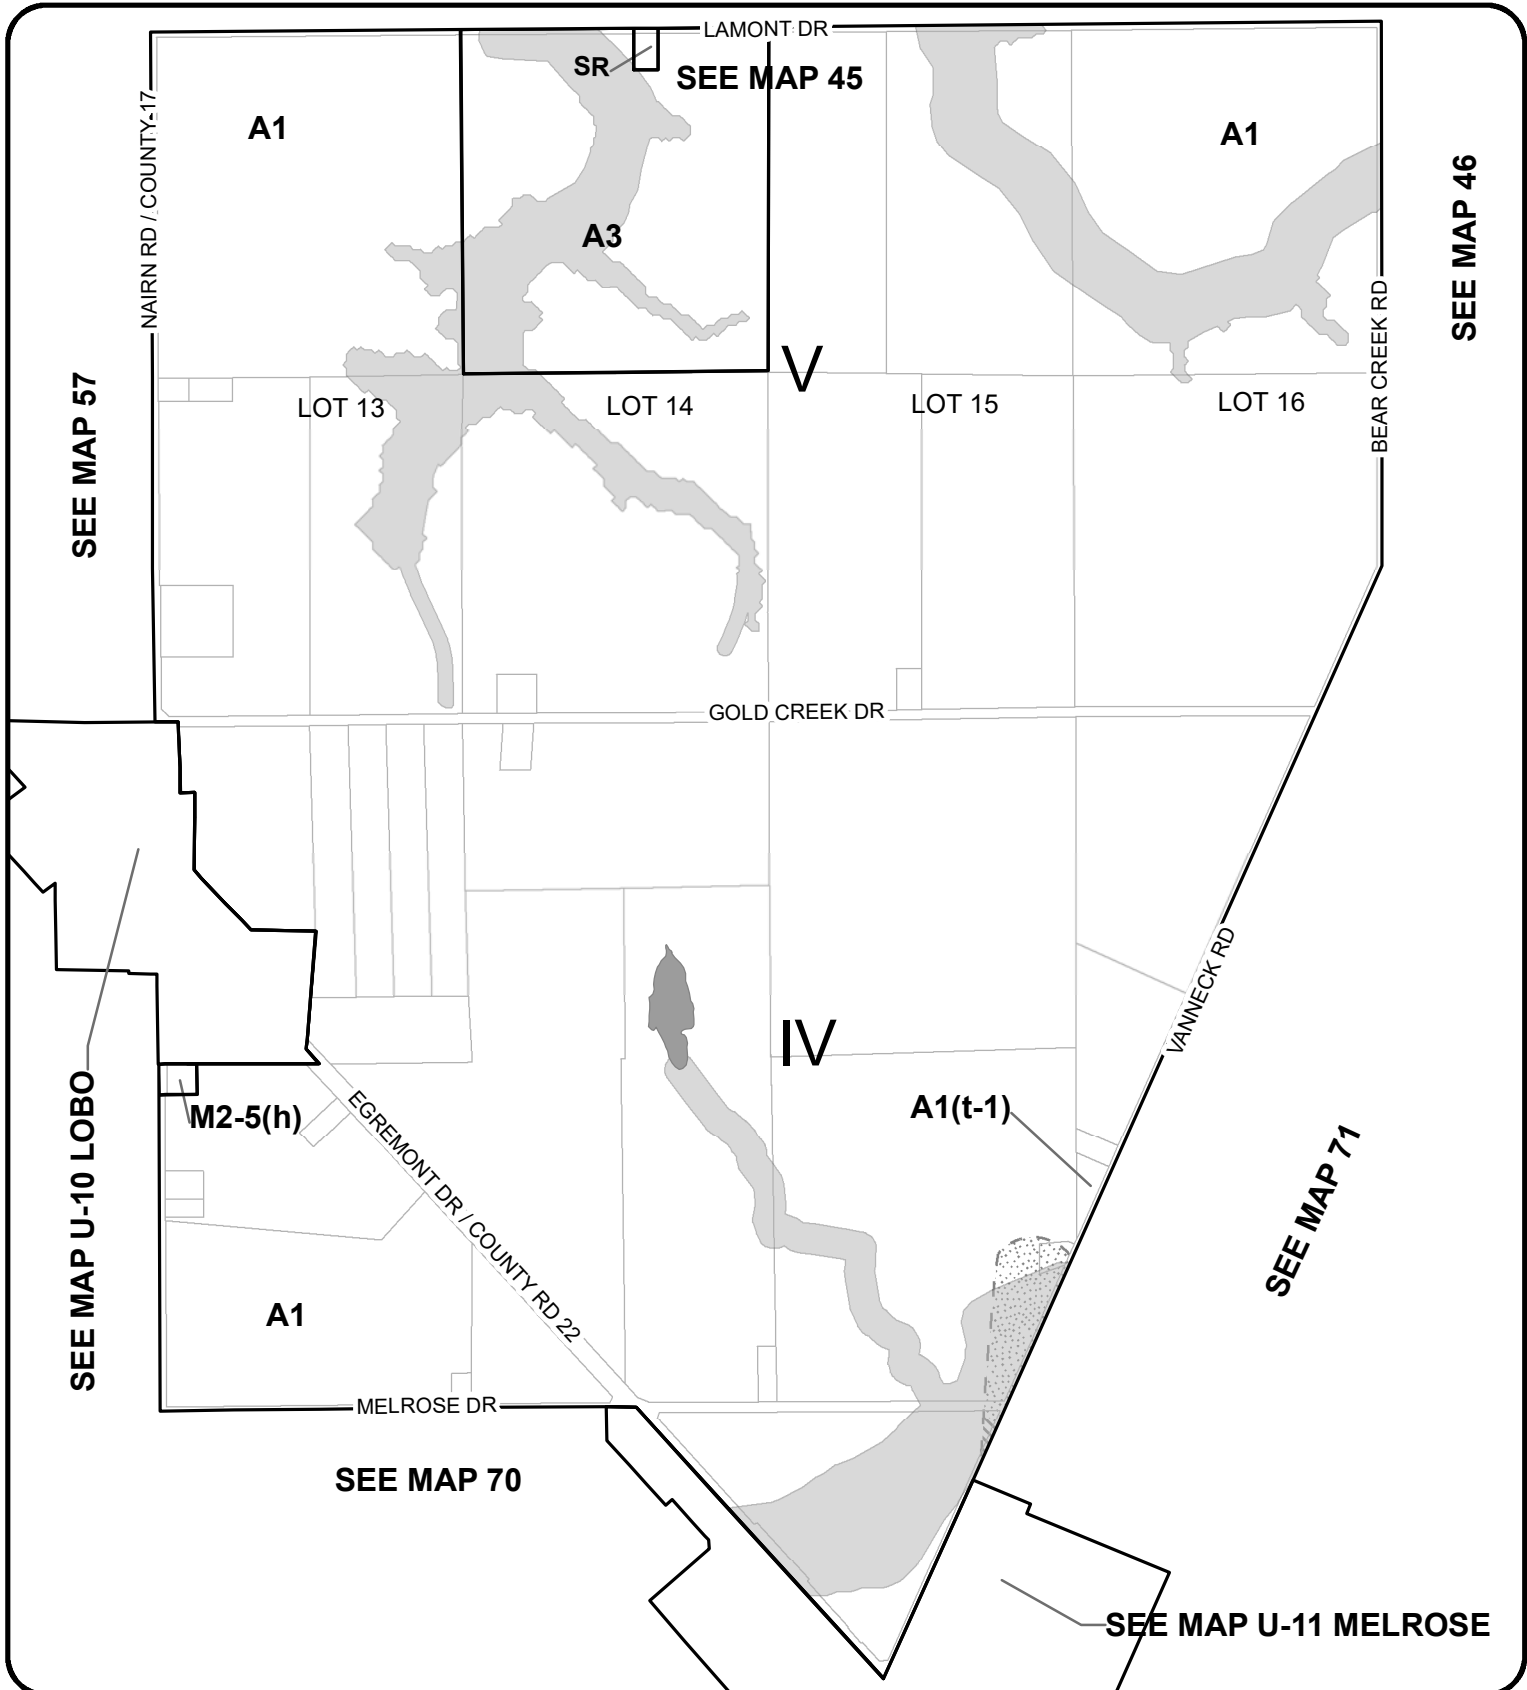 LAMONT DR
SR
SEE MAP 45
A1
A1
NAIRN RD / COUNTY 17
SEE MAP 46
A3
BEAR CREEK RD
V
SEE MAP 57
LOT 13
LOT 14
LOT 15
LOT 16
GOLD CREEK DR
VANNECK RD
IV
M2-5(h)
A1(t-1)
EGREMONT DR / COUNTY RD 22
SEE MAP U-10 LOBO
SEE MAP 71
A1
MELROSE DR
SEE MAP 70
SEE MAP U-11 MELROSE